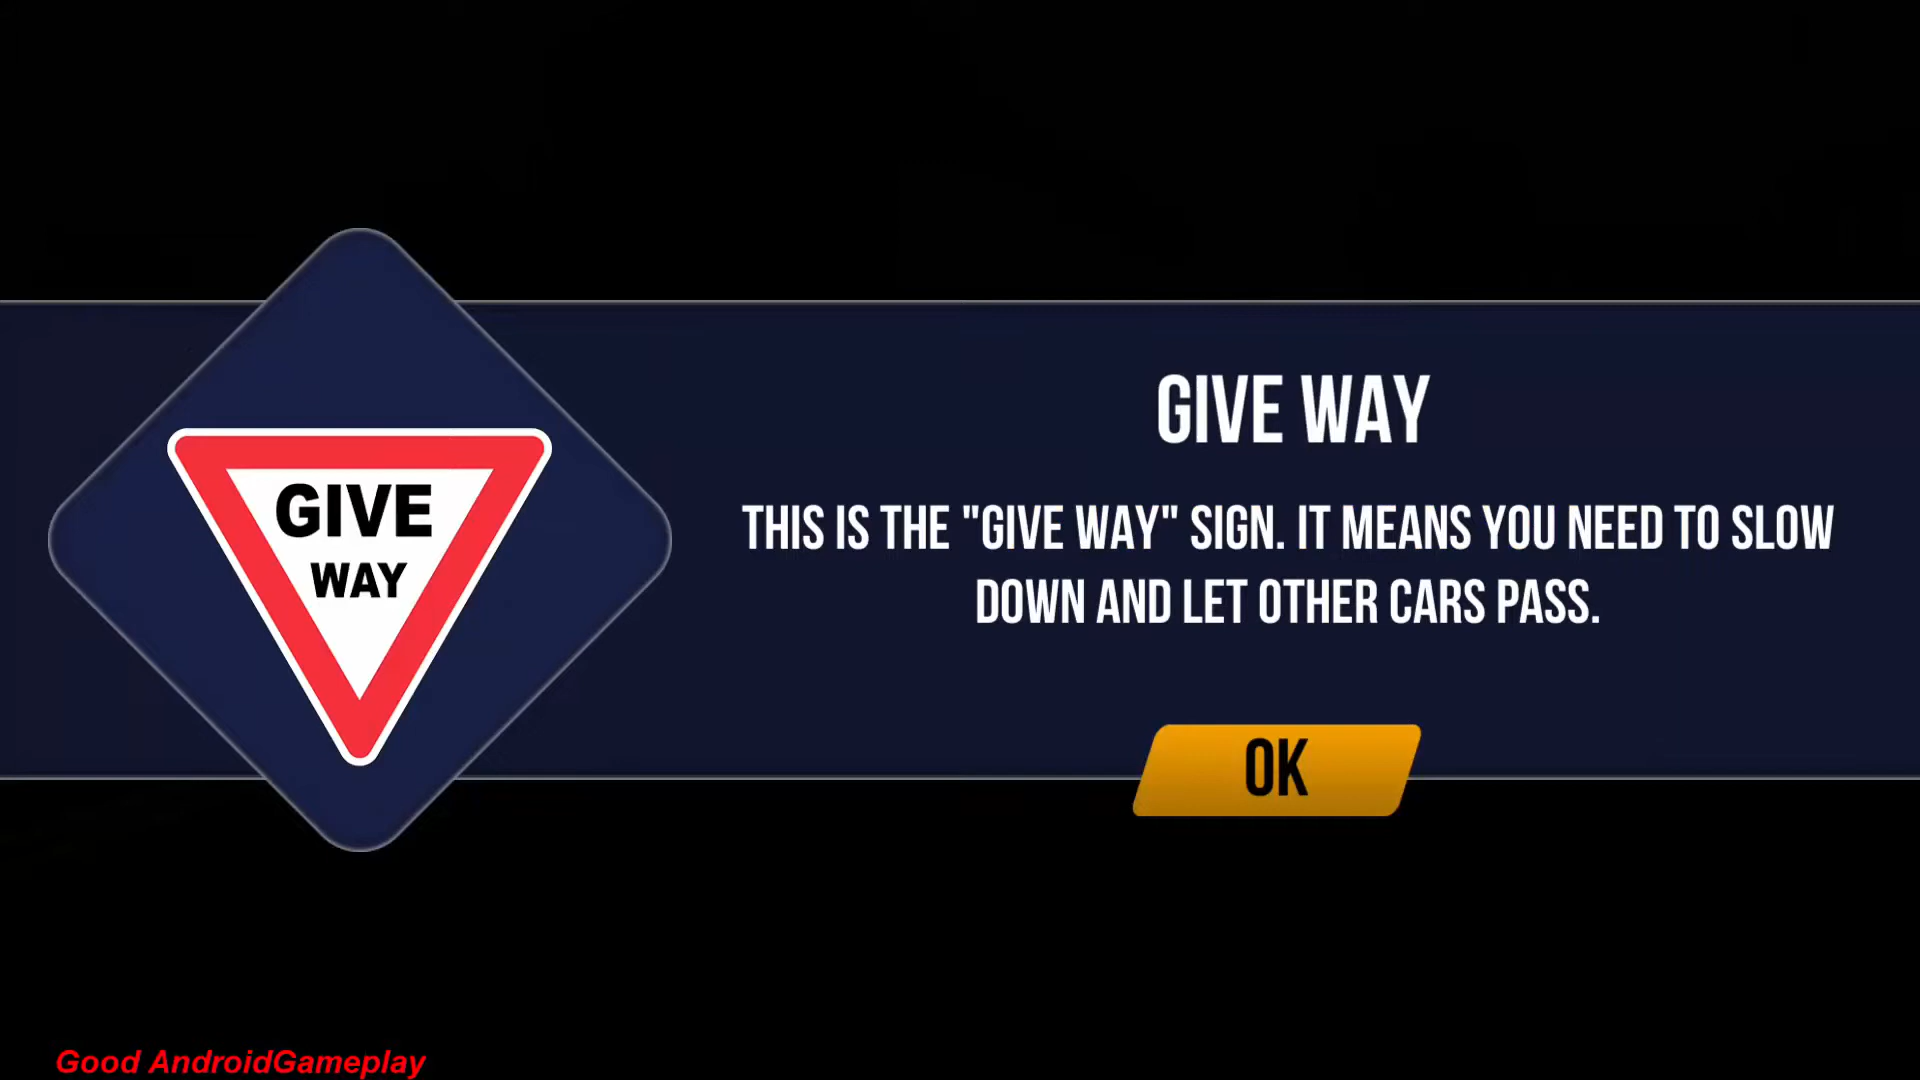 GIVE
WAY
GIVE WAY
THIS IS THE "GIVE WAY" SIGN. IT MEANS YOU NEED TO SLOW
DOWN AND LET OTHER CARS PASS.
OK
Good AndroidGameplay